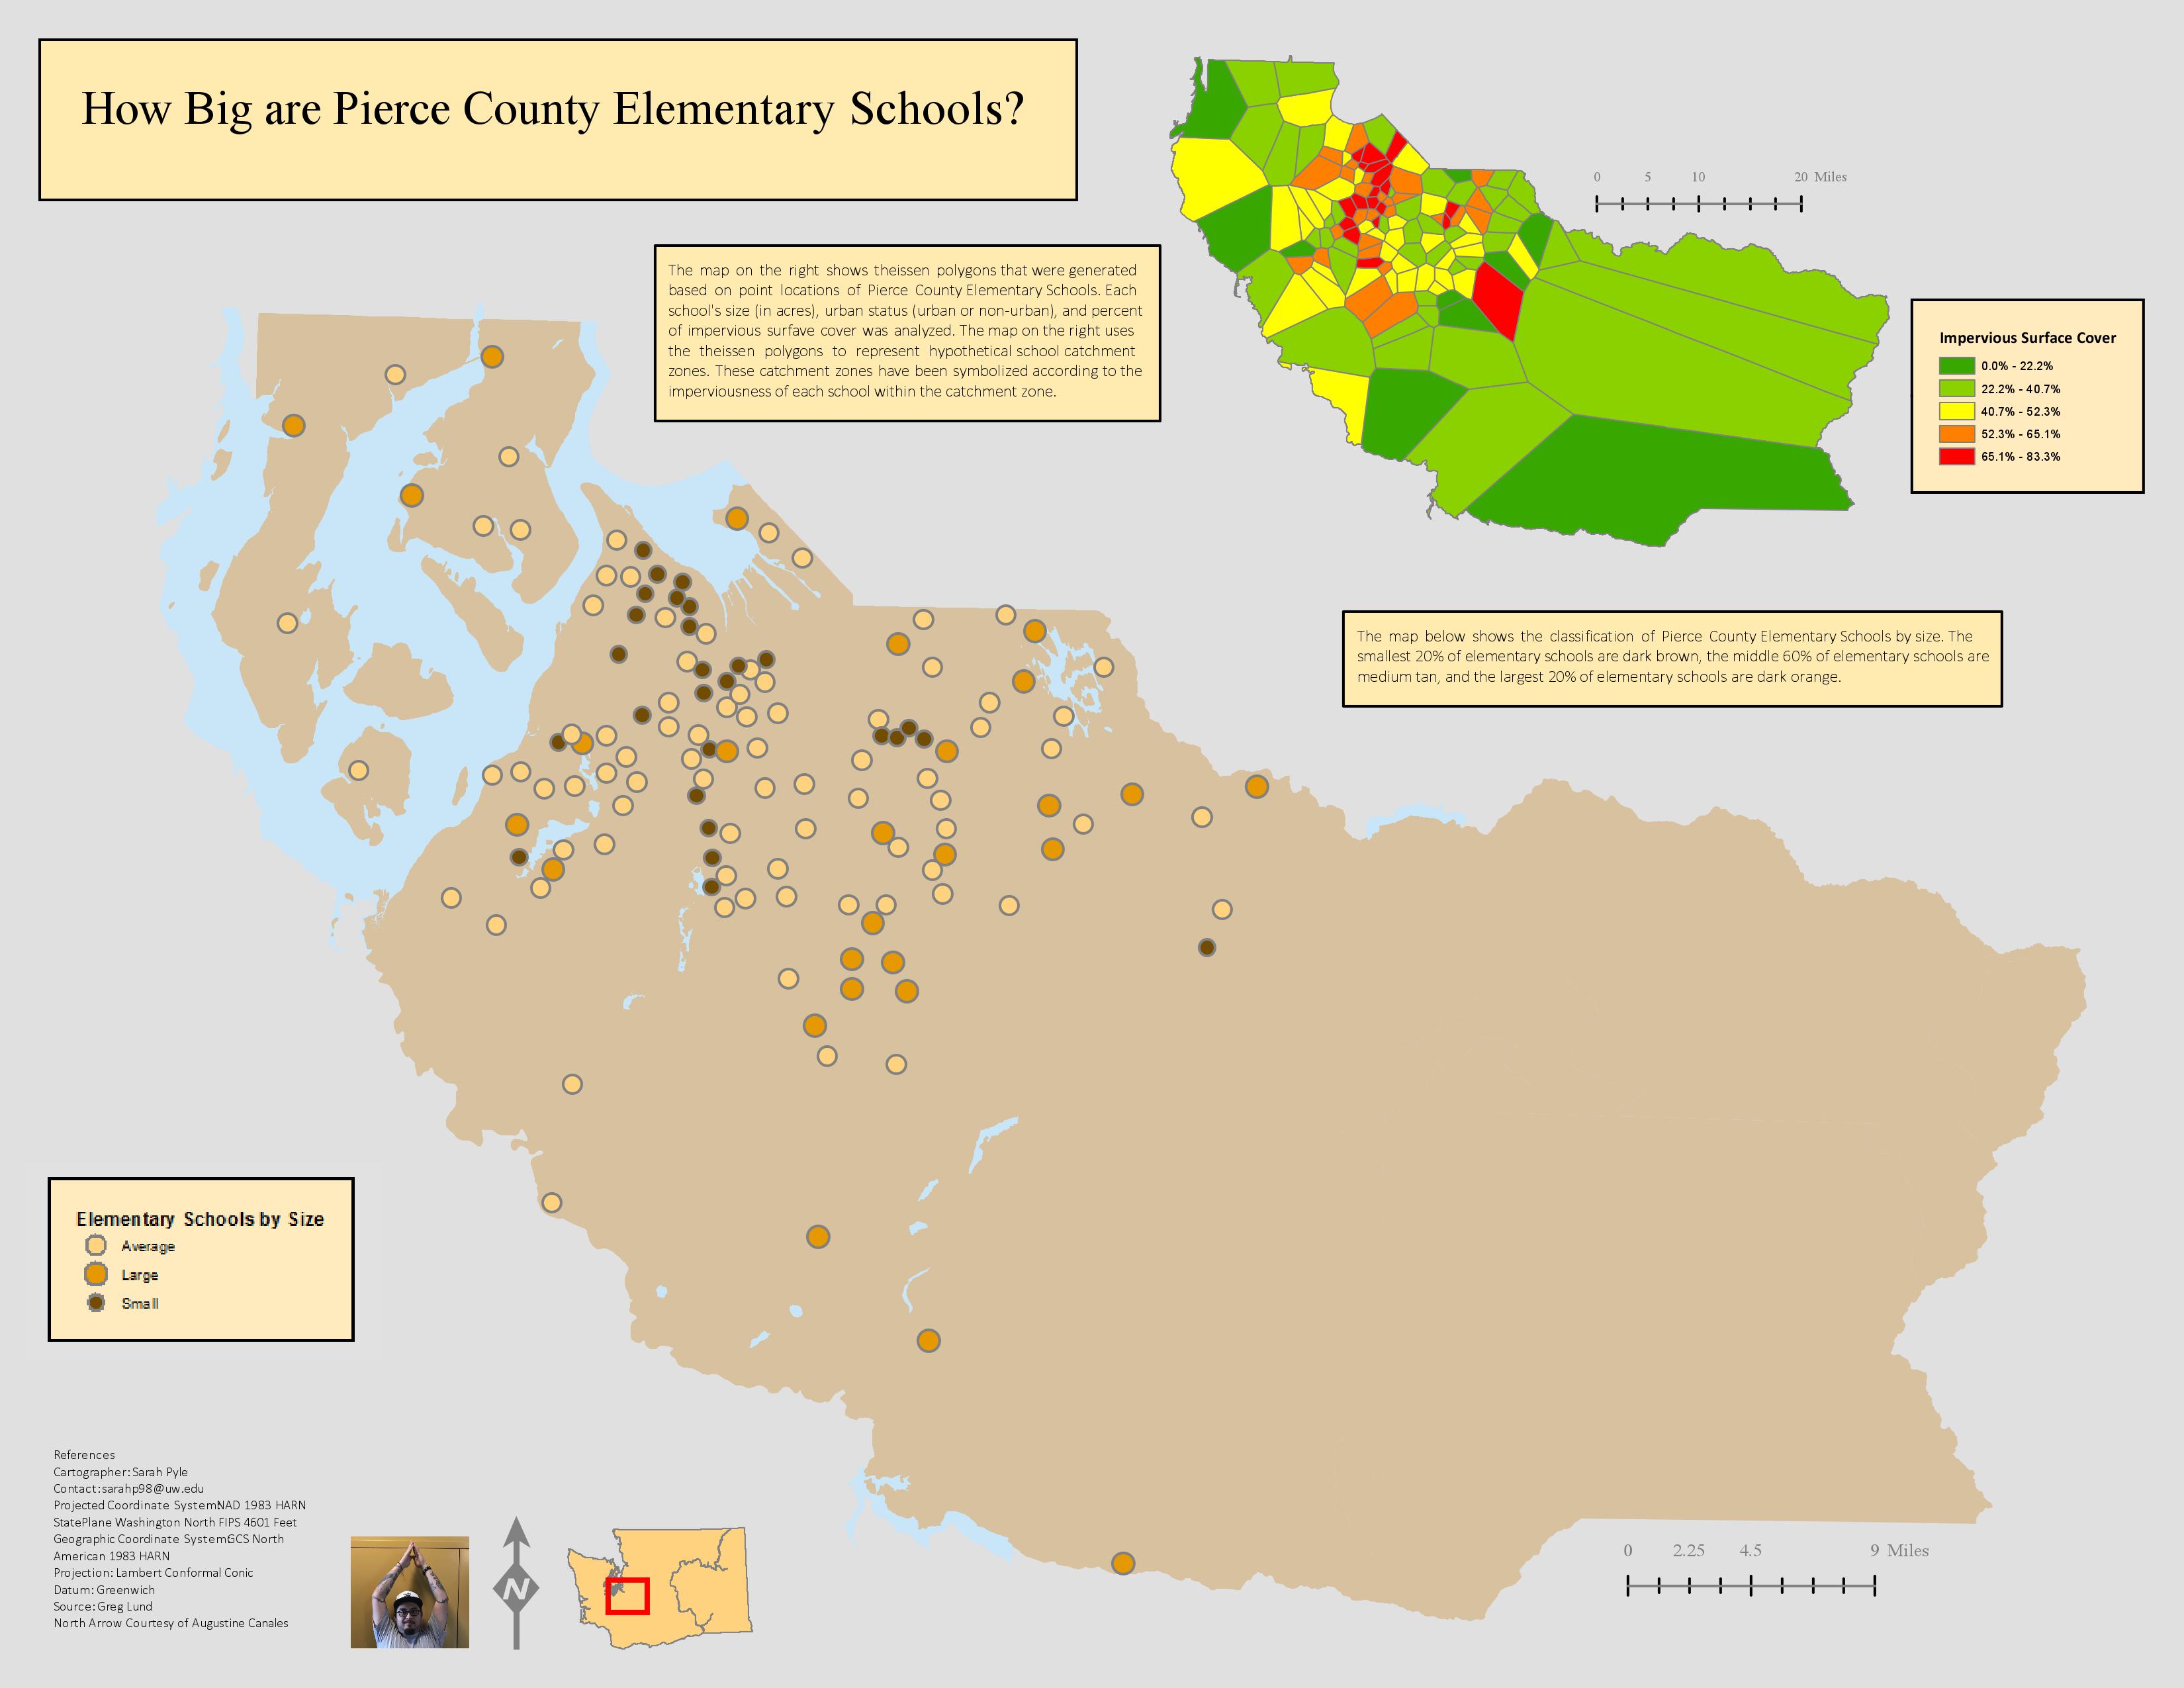 How Big are Pierce County Elementary Schools?
The map on the right shows theissen polygons that were generated
based on point locations of Pierce County Elementary Schools. Each
school's size (in acres), urban status (urban or non-urban), and percent
of impervious surfave cover was analyzed. The map on the right uses
the theissen polygons to represent hypothetical school catchment
zones. These catchment zones have been symbolized according to the
imperviousness of each school within the catchment zone.
0 5 10 20 Miles
Impervious Surface Cover
0.0% - 22.2%
22.2% - 40.7%
40.7% - 52.3%
52.3% - 65.1%
65.1% - 83.3%
The map below shows the classification of Pierce County Elementary Schools by size. The
smallest 20% of elementary schools are dark brown, the middle 60% of elementary schools are
medium tan, and the largest 20% of elementary schools are dark orange.
Elementary Schools by Size
Average
Large
Small
References
Cartographer: Sarah Pyle
Contact: sarahp98@uw.edu
Projected Coordinate System: NAD 1983 HARN
StatePlane Washington North FIPS 4601 Feet
Geographic Coordinate System: GCS North
American 1983 HARN
Projection: Lambert Conformal Conic
Datum: Greenwich
Source: Greg Lund
North Arrow Courtesy of Augustine Canales
N
0 2.25 4.5 9 Miles